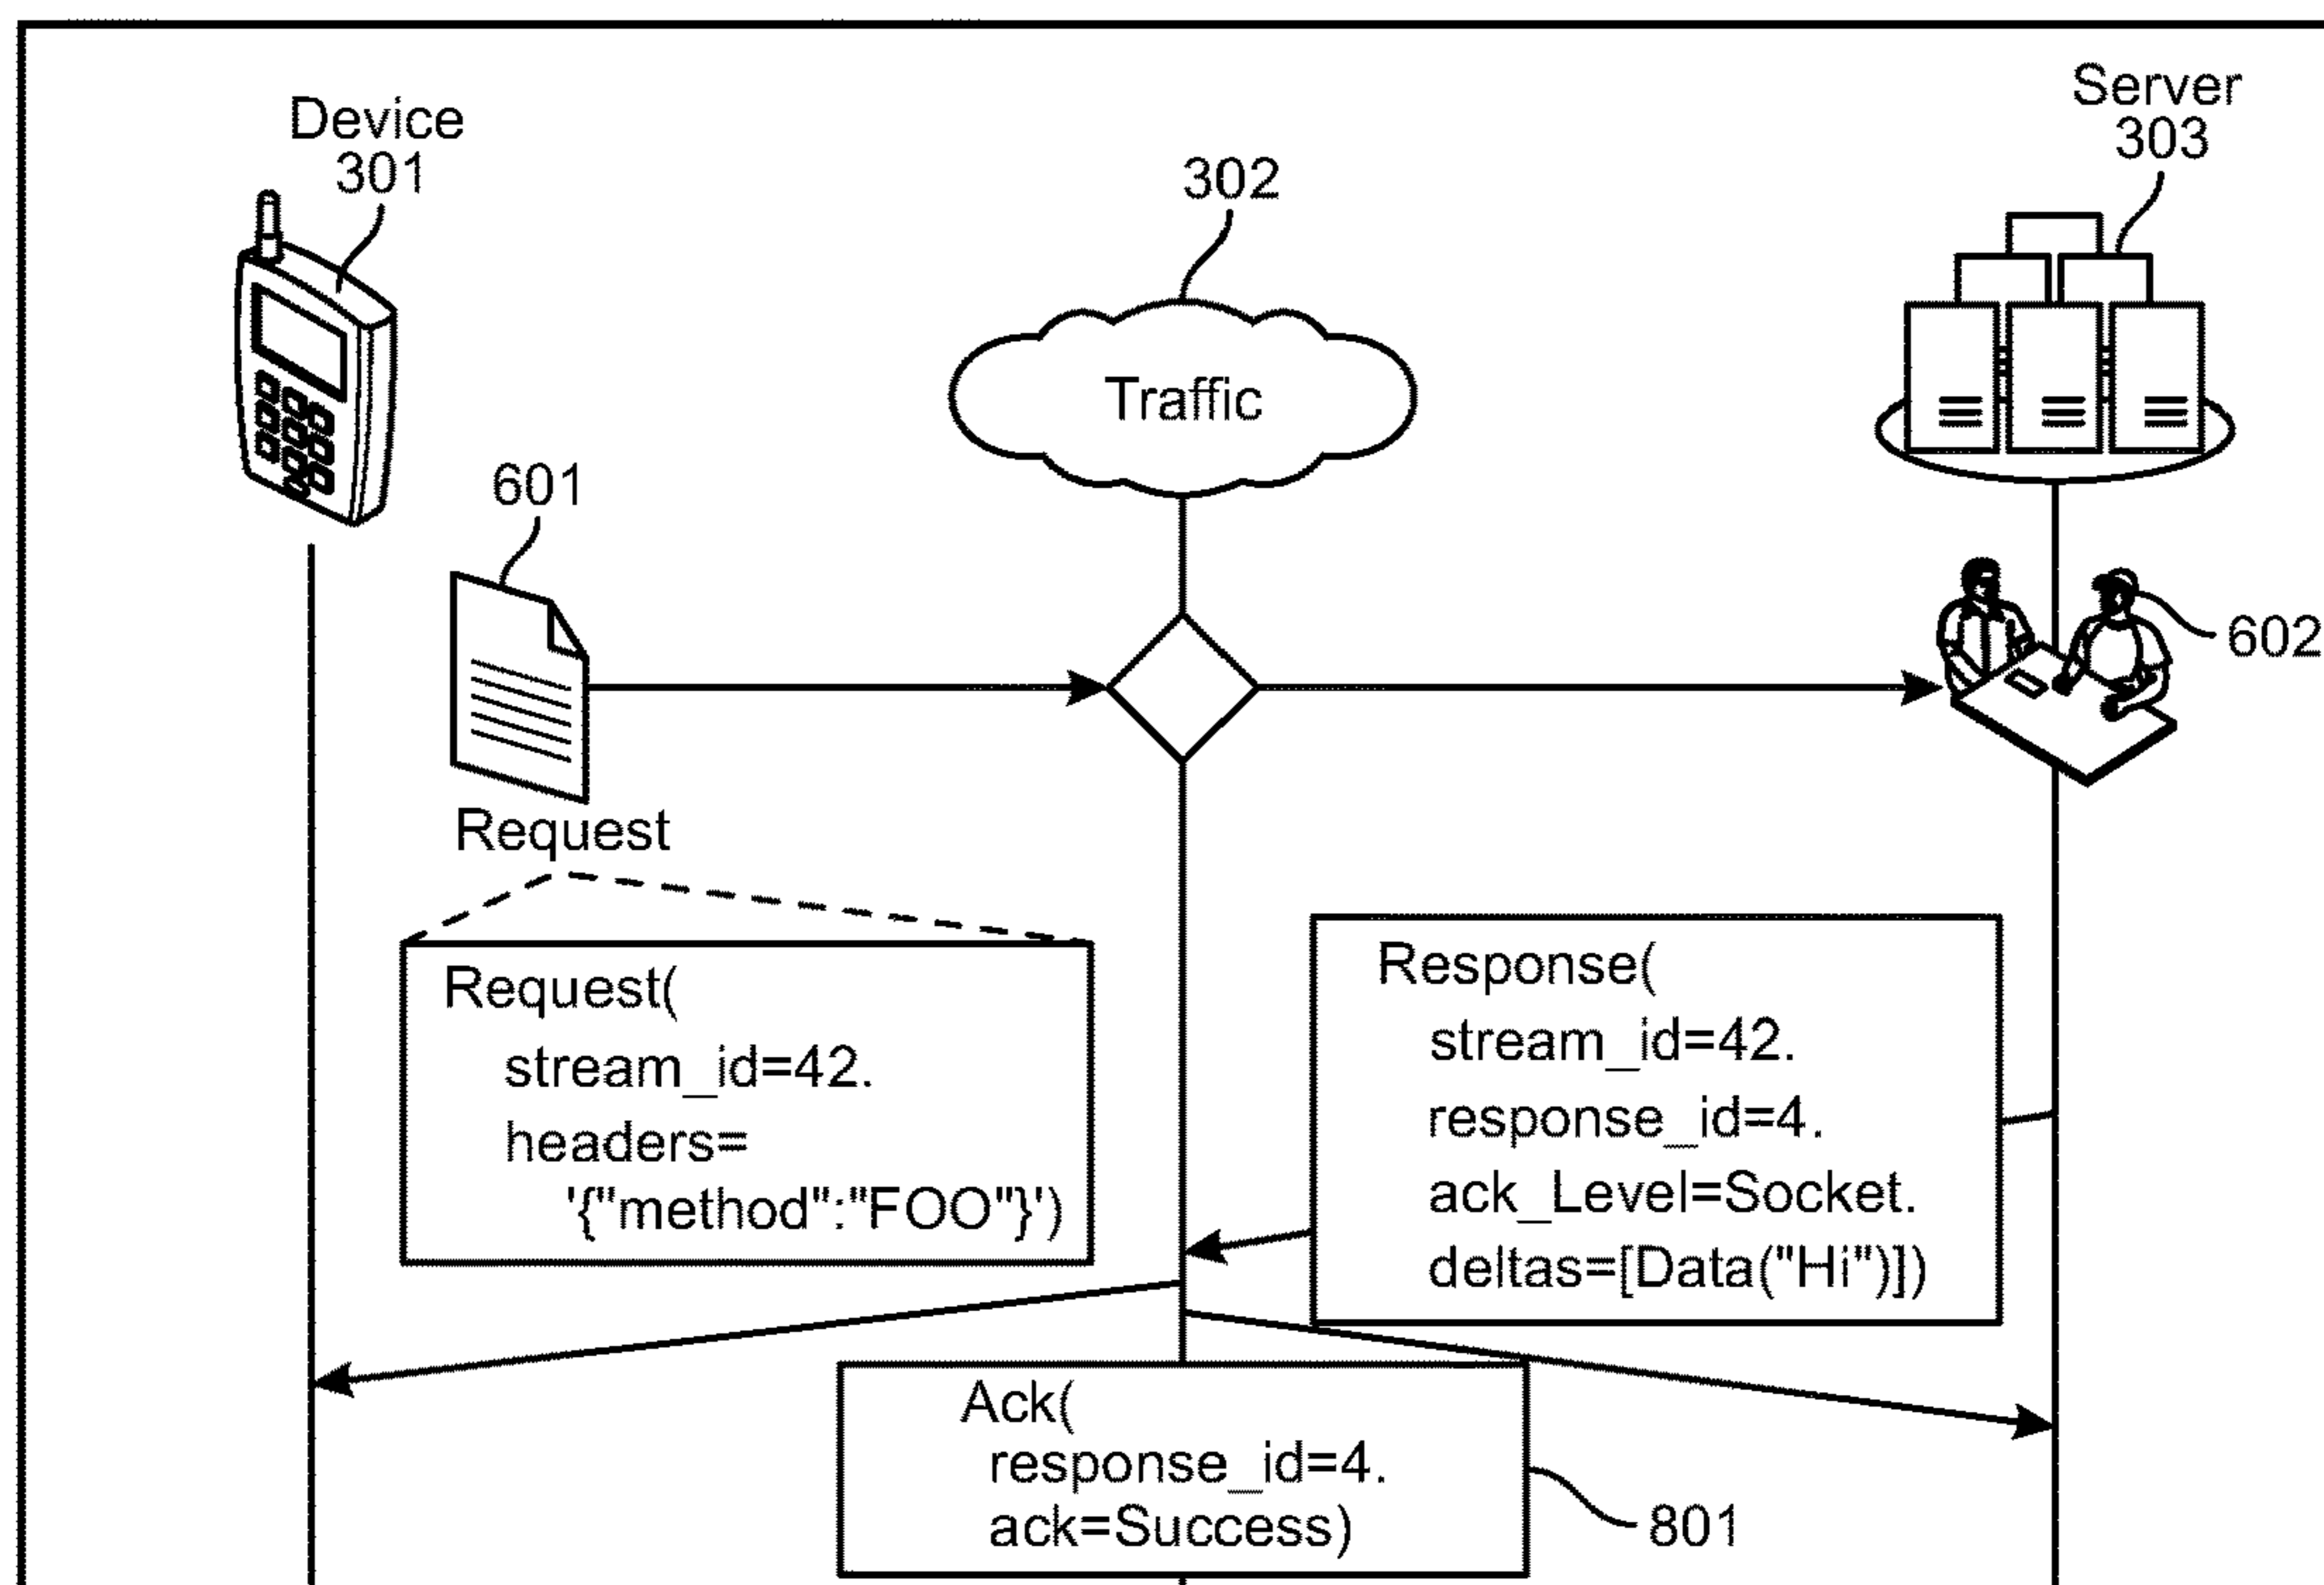 Device
301
302
Server
303
Traffic
601
602
Request
Request(
stream_id=42.
headers=
'{"method":"FOO"}')
Response(
stream_id=42.
response_id=4.
ack_Level=Socket.
deltas=[Data("Hi")])
Ack(
response_id=4.
ack=Success)
801